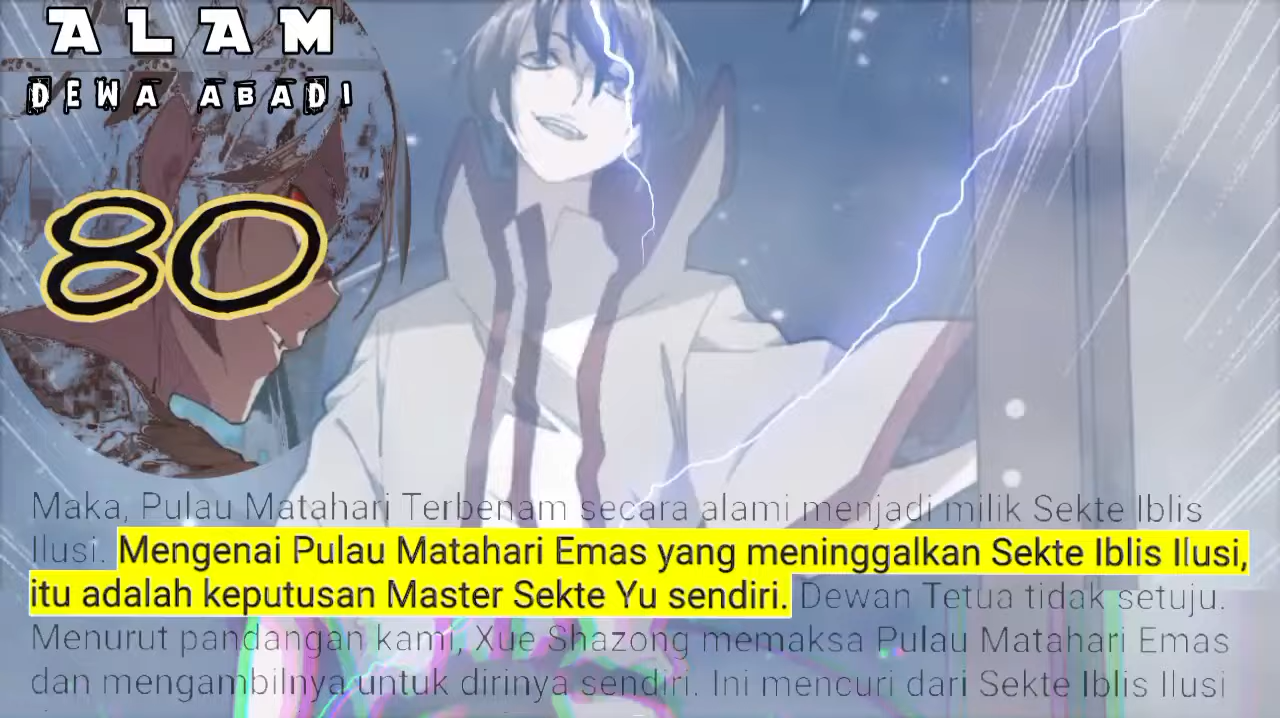 ALAM
DEWA ABADI
80
Maka, Pulau Matahari Terbenam secara alami menjadi milik Sekte Iblis
Ilusi. Mengenai Pulau Matahari Emas yang meninggalkan Sekte Iblis Ilusi,
itu adalah keputusan Master Sekte Yu sendiri. Dewan Tetua tidak setuju.
Menurut pandangan kami, Xue Shazong memaksa Pulau Matahari Emas
dan mengambilnya untuk dirinya sendiri. Ini mencuri dari Sekte Iblis Ilusi